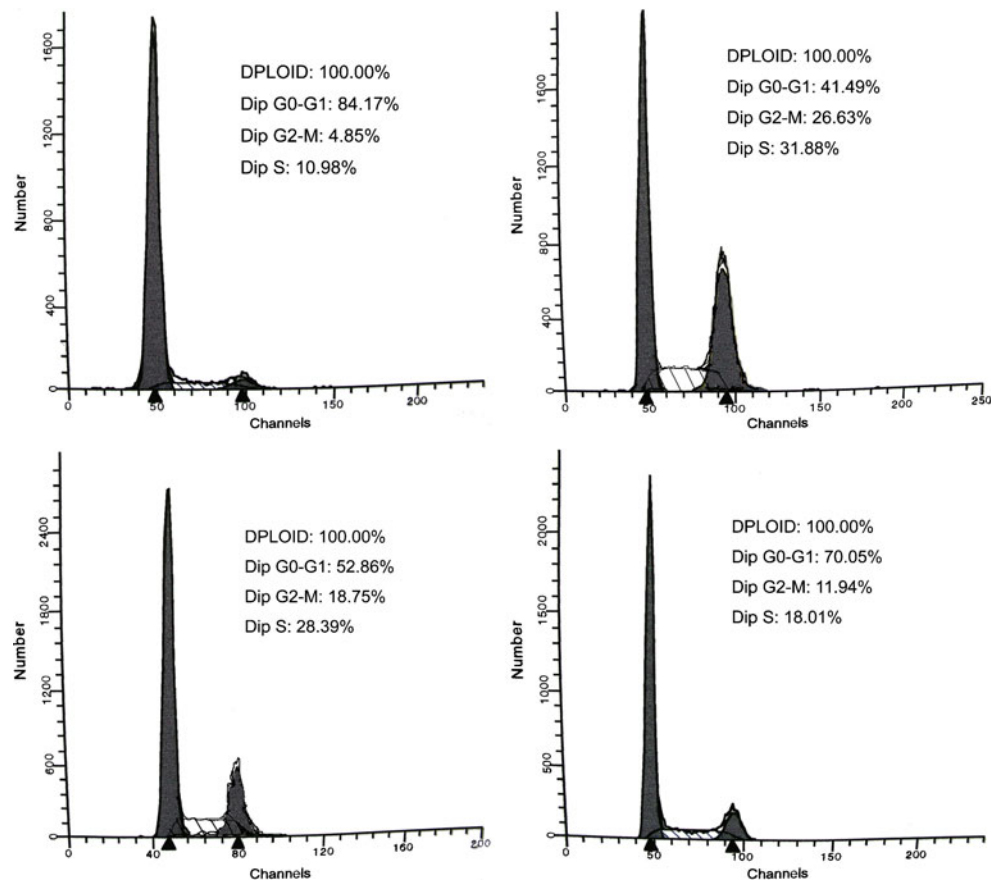 DPLOID: 100.00%
Dip G0-G1: 84.17%
Dip G2-M: 4.85%
Dip S: 10.98%
Number
1600
1200
800
400
0
0 50 100 150 200
Channels
DPLOID: 100.00%
Dip G0-G1: 41.49%
Dip G2-M: 26.63%
Dip S: 31.88%
Number
1600
1200
800
400
0
0 50 100 150 200 250
Channels
DPLOID: 100.00%
Dip G0-G1: 52.86%
Dip G2-M: 18.75%
Dip S: 28.39%
Number
2400
1800
1200
600
0
0 40 80 120 160 200
Channels
DPLOID: 100.00%
Dip G0-G1: 70.05%
Dip G2-M: 11.94%
Dip S: 18.01%
Number
2000
1500
1000
500
0
0 50 100 150 200
Channels